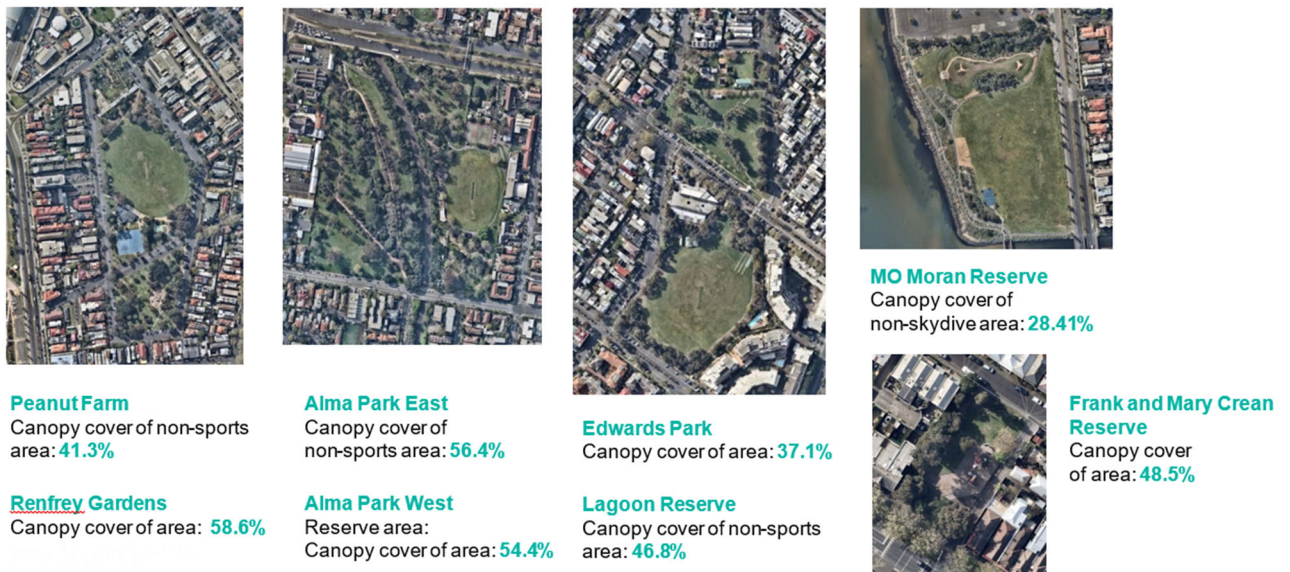 Peanut Farm
Canopy cover of non-sports
area: 41.3%
Renfrey Gardens
Canopy cover of area: 58.6%
Alma Park East
Canopy cover of
non-sports area: 56.4%
Alma Park West
Reserve area:
Canopy cover of area: 54.4%
Edwards Park
Canopy cover of area: 37.1%
Lagoon Reserve
Canopy cover of non-sports
area: 46.8%
MO Moran Reserve
Canopy cover of
non-skydive area: 28.41%
Frank and Mary Crean
Reserve
Canopy cover
of area: 48.5%